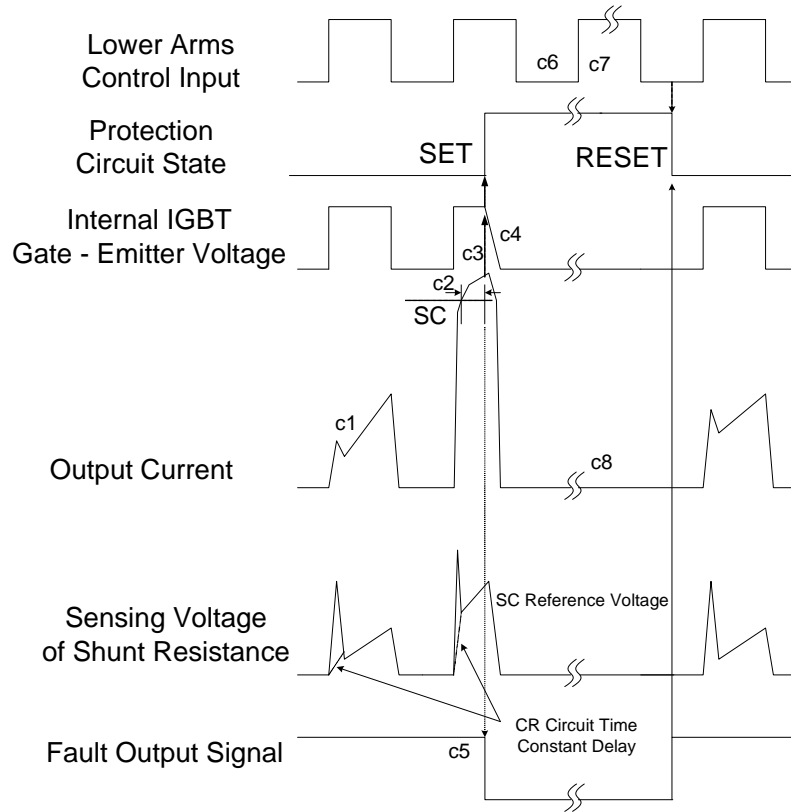 Lower Arms
Control Input
c6
c7
Protection
Circuit State
SET
RESET
Internal IGBT
Gate - Emitter Voltage
c3
c4
c2
SC
c1
Output Current
c8
SC Reference Voltage
Sensing Voltage
of Shunt Resistance
CR Circuit Time
Constant Delay
Fault Output Signal
c5